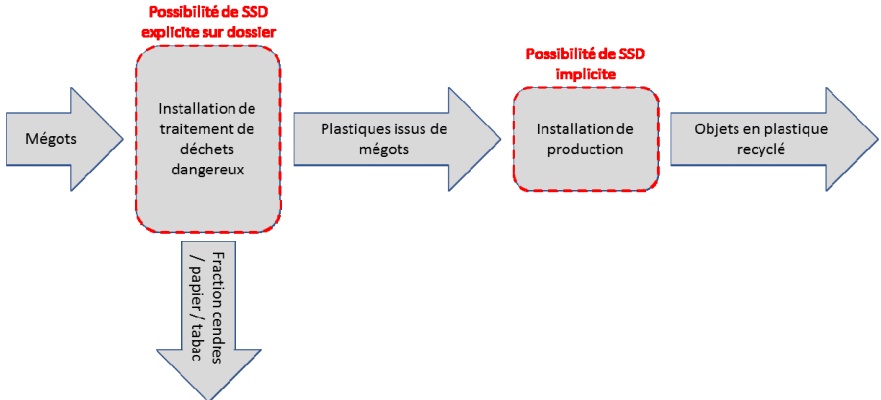 Possibilité de SSD
explicite sur dossier
Possibilité de SSD
implicite
Mégots
Installation de
traitement de
déchets
dangereux
Plastiques issus de
mégots
Installation de
production
Objets en plastique
recyclé
Fraction cendres
/ papier / tabac